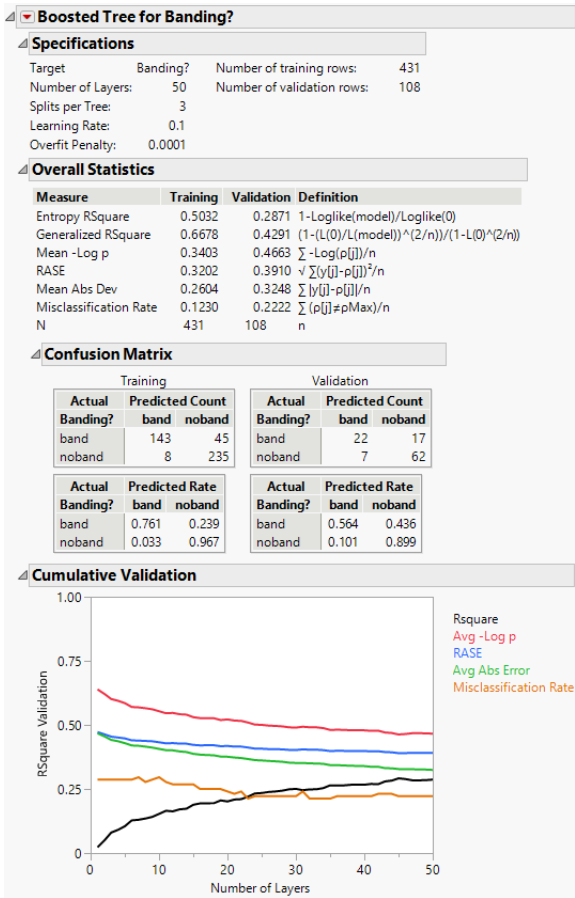 Boosted Tree for Banding?
Specifications
Target Banding? Number of training rows: 431
Number of Layers: 50 Number of validation rows: 108
Splits per Tree: 3
Learning Rate: 0.1
Overfit Penalty: 0.0001
Overall Statistics
Measure Training Validation Definition
Entropy RSquare 0.5032 0.2871 1-Loglike(model)/Loglike(0)
Generalized RSquare 0.6678 0.4291 (1-(L(0)/L(model))^(2/n))/(1-L(0)^(2/n))
Mean -Log p 0.3403 0.4663 ∑ -Log(ρ[j])/n
RASE 0.3202 0.3910 √ ∑(y[j]-ρ[j])²/n
Mean Abs Dev 0.2604 0.3248 ∑ |y[j]-ρ[j]|/n
Misclassification Rate 0.1230 0.2222 ∑ (ρ[j]≠ρMax)/n
N 431 108 n
Confusion Matrix
Training Validation
Actual Predicted Count Actual Predicted Count
Banding? band noband Banding? band noband
band 143 45 band 22 17
noband 8 235 noband 7 62
Actual Predicted Rate Actual Predicted Rate
Banding? band noband Banding? band noband
band 0.761 0.239 band 0.564 0.436
noband 0.033 0.967 noband 0.101 0.899
Cumulative Validation
1.00
0.75
0.50
0.25
0
RSquare Validation
0 10 20 30 40 50
Number of Layers
Rsquare
Avg -Log p
RASE
Avg Abs Error
Misclassification Rate